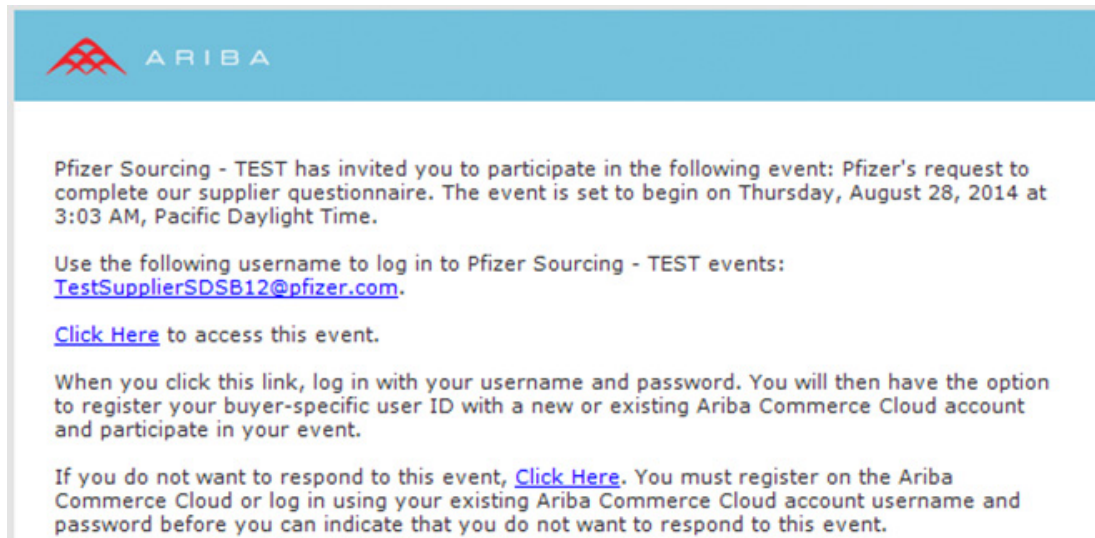 ARIBA
Pfizer Sourcing - TEST has invited you to participate in the following event: Pfizer's request to
complete our supplier questionnaire. The event is set to begin on Thursday, August 28, 2014 at
3:03 AM, Pacific Daylight Time.
Use the following username to log in to Pfizer Sourcing - TEST events:
TestSupplierSDSB12@pfizer.com.
Click Here to access this event.
When you click this link, log in with your username and password. You will then have the option
to register your buyer-specific user ID with a new or existing Ariba Commerce Cloud account
and participate in your event.
If you do not want to respond to this event, Click Here. You must register on the Ariba
Commerce Cloud or log in using your existing Ariba Commerce Cloud account username and
password before you can indicate that you do not want to respond to this event.